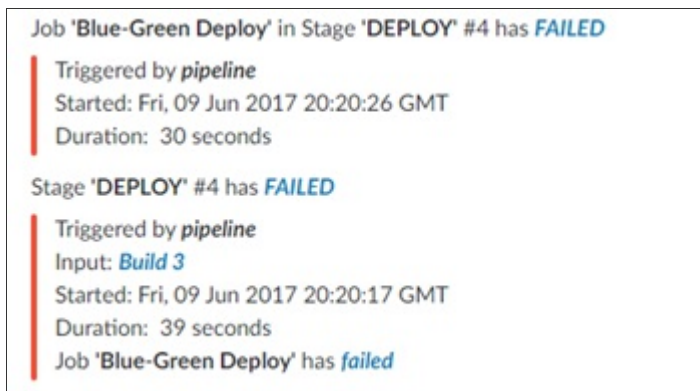 Job 'Blue-Green Deploy' in Stage 'DEPLOY' #4 has FAILED
Triggered by pipeline
Started: Fri, 09 Jun 2017 20:20:26 GMT
Duration: 30 seconds
Stage 'DEPLOY' #4 has FAILED
Triggered by pipeline
Input: Build 3
Started: Fri, 09 Jun 2017 20:20:17 GMT
Duration: 39 seconds
Job 'Blue-Green Deploy' has failed